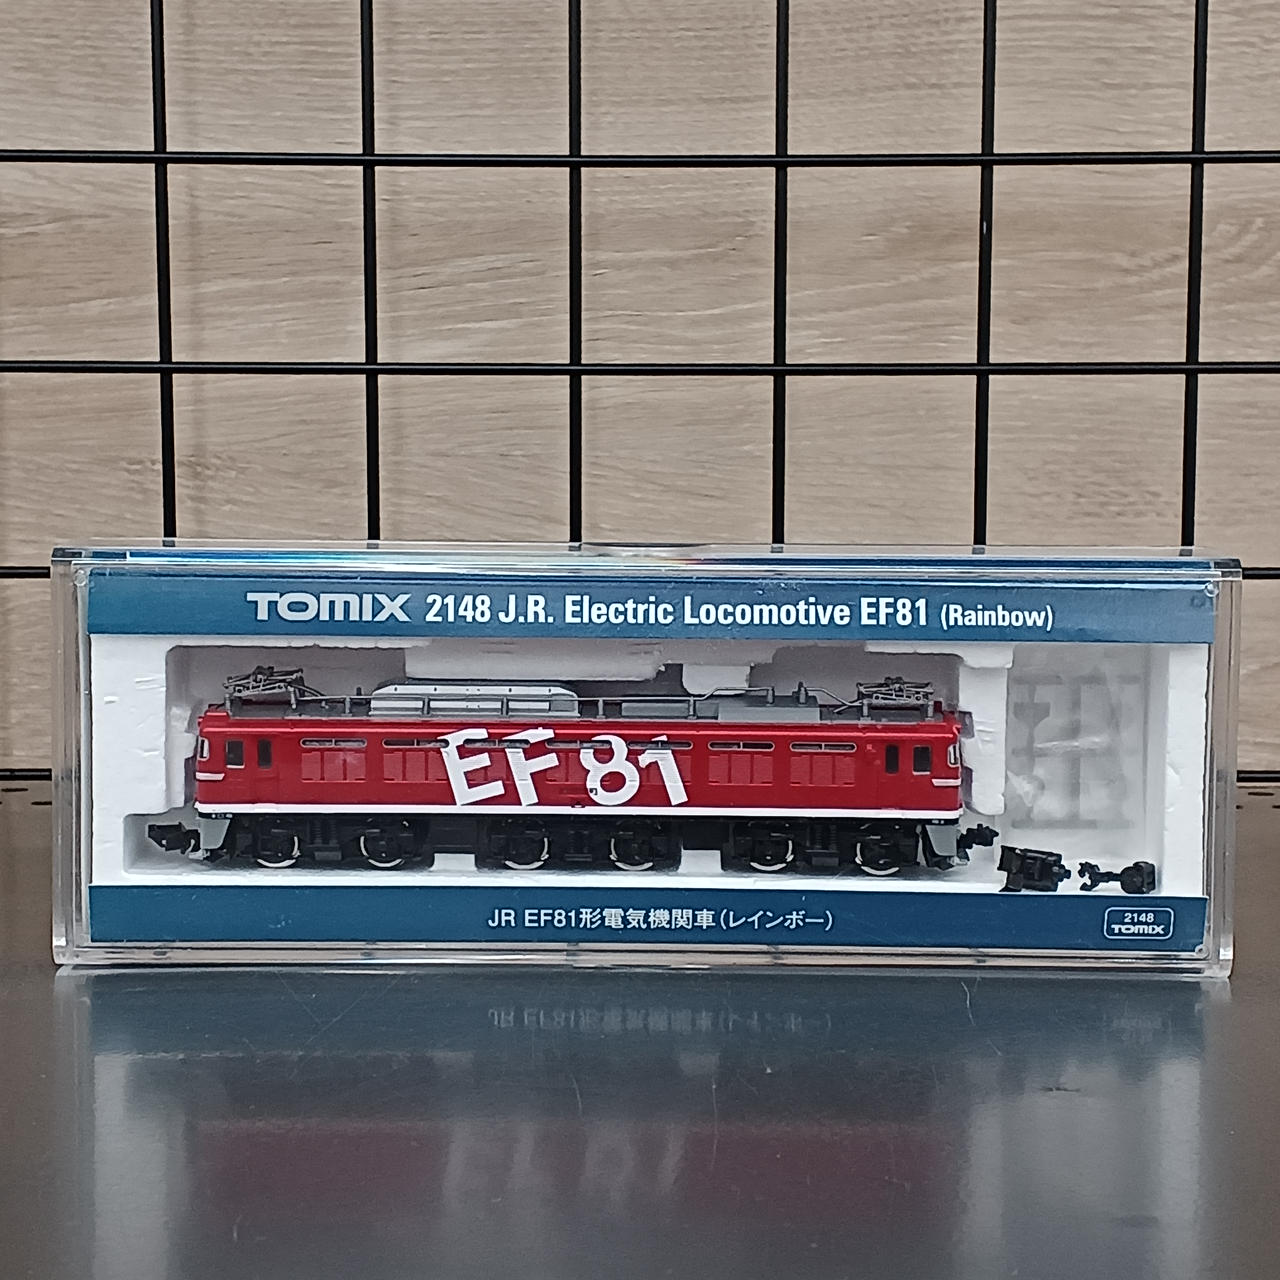 TOMIX 2148 J.R. Electric Locomotive EF81 (Rainbow)
EF81
JR EF81形電気機関車(レインボー)
2148
TOMIX